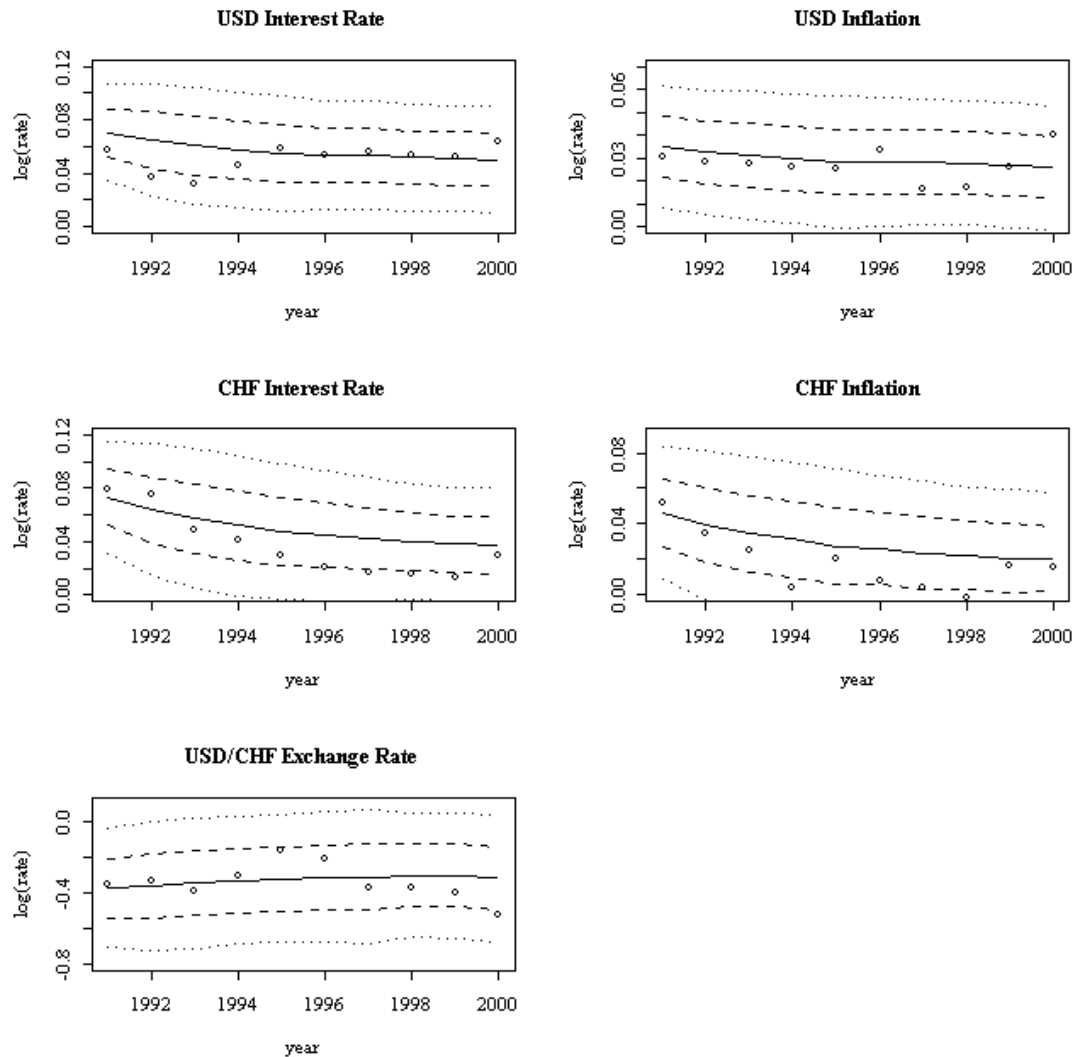 USD Interest Rate
log(rate)
0.00 0.04 0.08 0.12
1992 1994 1996 1998 2000
year
USD Inflation
log(rate)
0.00 0.03 0.06
1992 1994 1996 1998 2000
year
CHF Interest Rate
log(rate)
0.00 0.04 0.08 0.12
1992 1994 1996 1998 2000
year
CHF Inflation
log(rate)
0.00 0.04 0.08
1992 1994 1996 1998 2000
year
USD/CHF Exchange Rate
log(rate)
-0.8 -0.4 0.0
1992 1994 1996 1998 2000
year